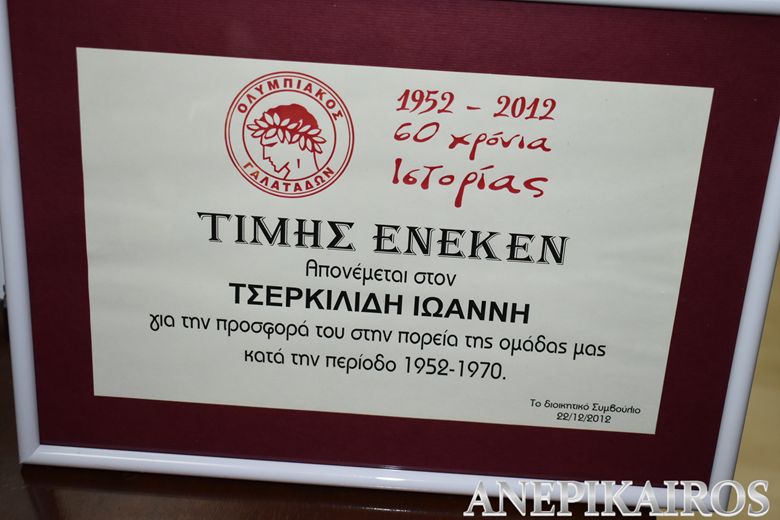 ΟΛΥΜΠΙΑΚΟΣ
ΓΑΛΑΤΑΔΩΝ
1952 - 2012
60 χρόνια
Ιστορίας
ΤΙΜΗΣ ΕΝΕΚΕΝ
Απονέμεται στον
ΤΣΕΡΚΙΛΙΔΗ ΙΩΑΝΝΗ
για την προσφορά του στην πορεία της ομάδας μας
κατά την περίοδο 1952-1970.
Το διοικητικό Συμβούλιο
22/12/2012
ANEPIKAIROS